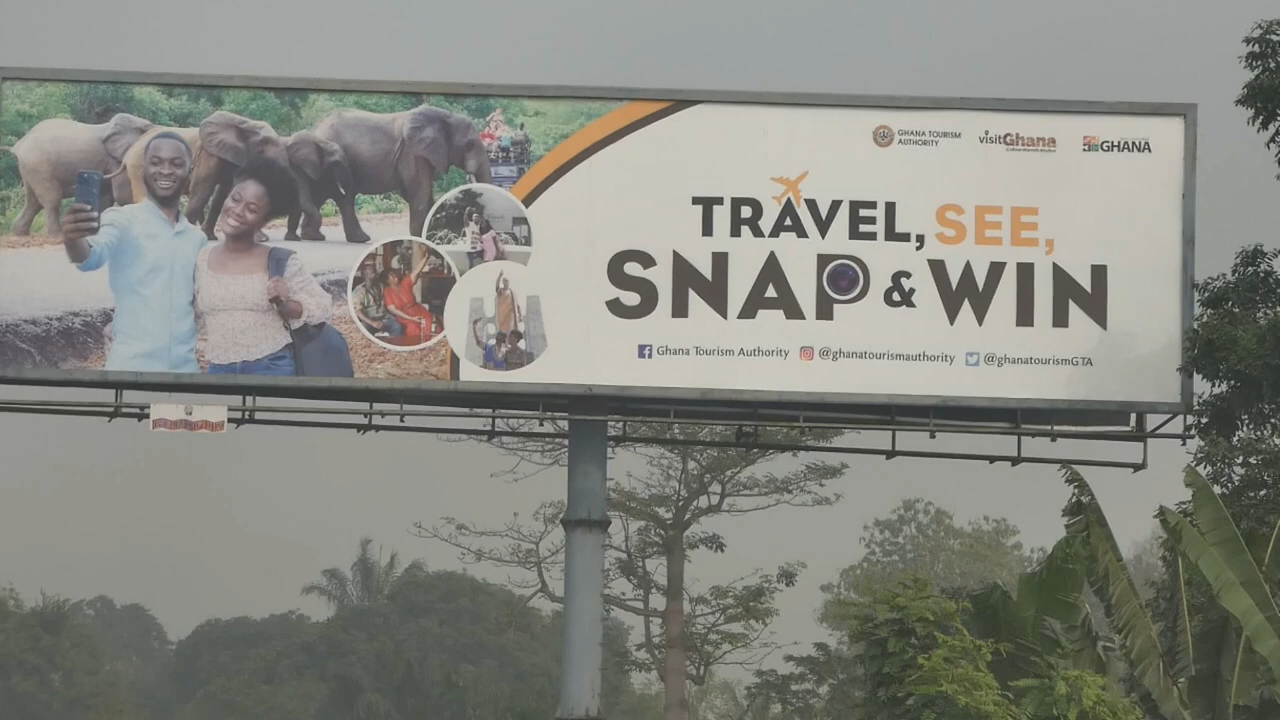 GHANA TOURISM
AUTHORITY
visitGhana
GHANA
TRAVEL, SEE,
SNAP & WIN
Ghana Tourism Authority @ghanatourismauthority @ghanatourismGTA